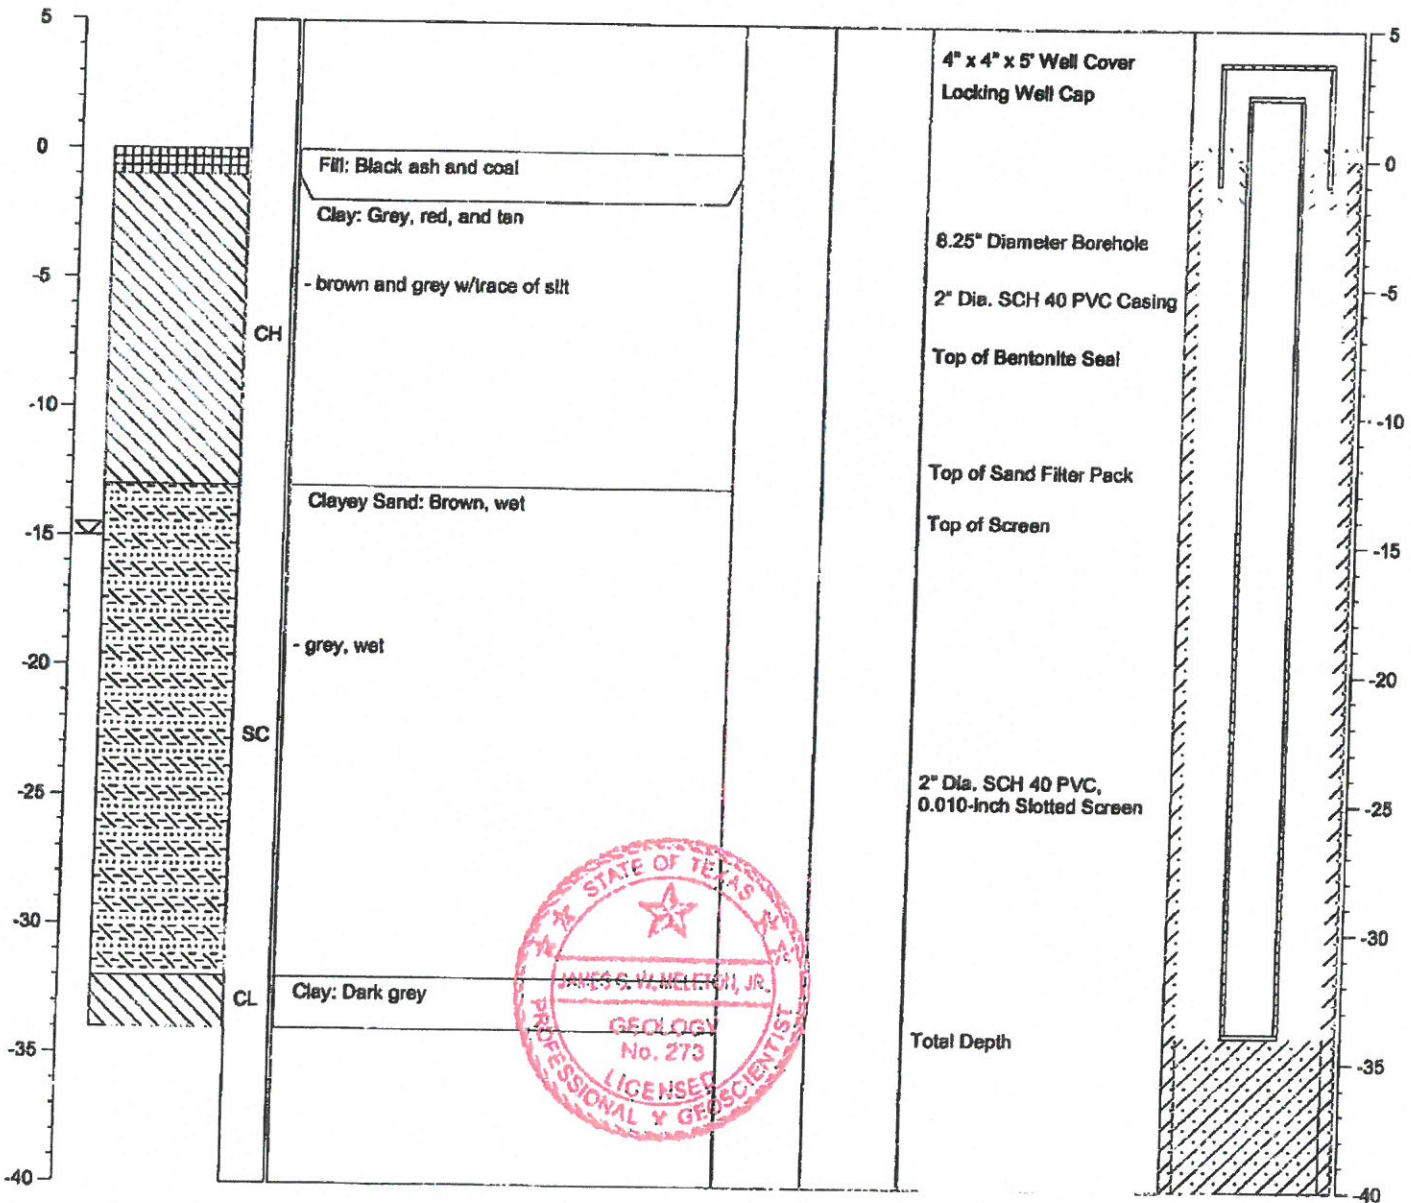 5
0
-5
-10
-15
-20
-25
-30
-35
-40
CH
SC
CL
Fill: Black ash and coal
Clay: Grey, red, and tan
- brown and grey w/trace of silt
Clayey Sand: Brown, wet
- grey, wet
Clay: Dark grey
4" x 4" x 5' Well Cover
Locking Well Cap
8.25" Diameter Borehole
2" Dia. SCH 40 PVC Casing
Top of Bentonite Seal
Top of Sand Filter Pack
Top of Screen
2" Dia. SCH 40 PVC,
0.010-inch Slotted Screen
Total Depth
5
0
-5
-10
-15
-20
-25
-30
-35
-40
STATE OF TEXAS
JAMES JR.
GEOLOGY
No. 273
LICENSED
PROFESSIONAL GEOSCIENTIST